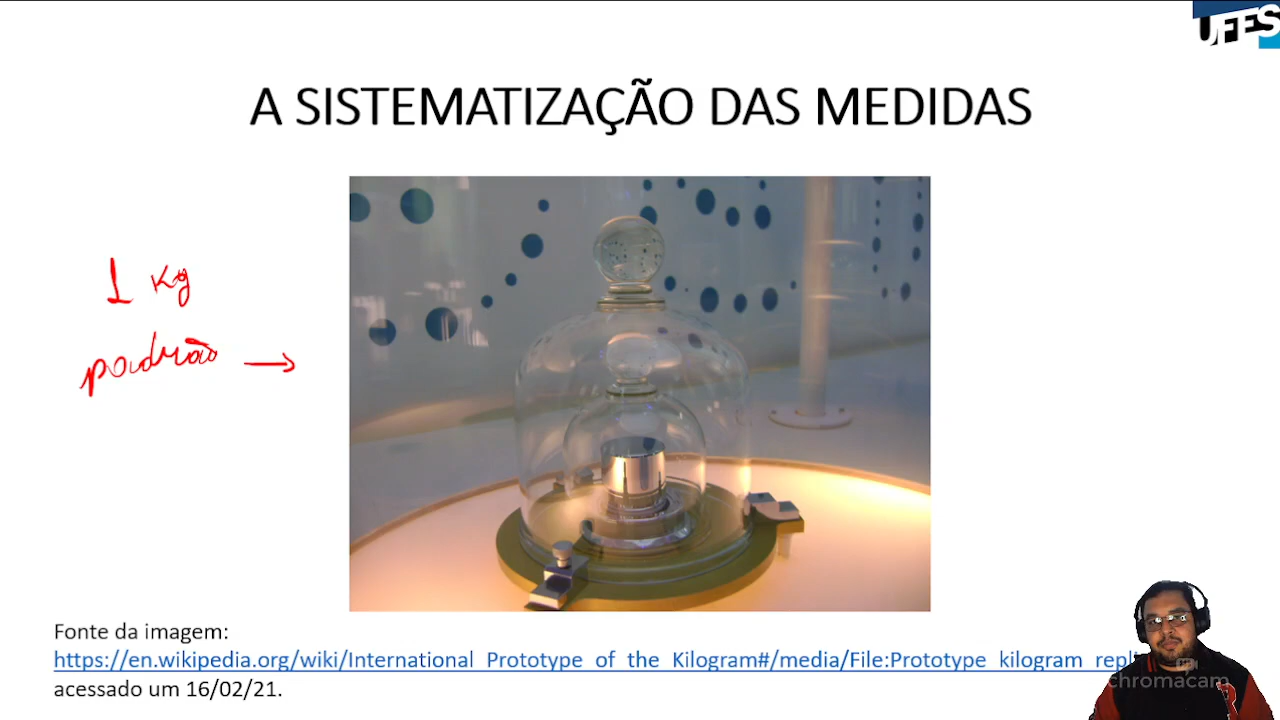 UFES
A SISTEMATIZAÇÃO DAS MEDIDAS
1 kg
padrão →
Fonte da imagem:
https://en.wikipedia.org/wiki/International_Prototype_of_the_Kilogram#/media/File:Prototype_kilogram_repli
acessado um 16/02/21.
chromacam